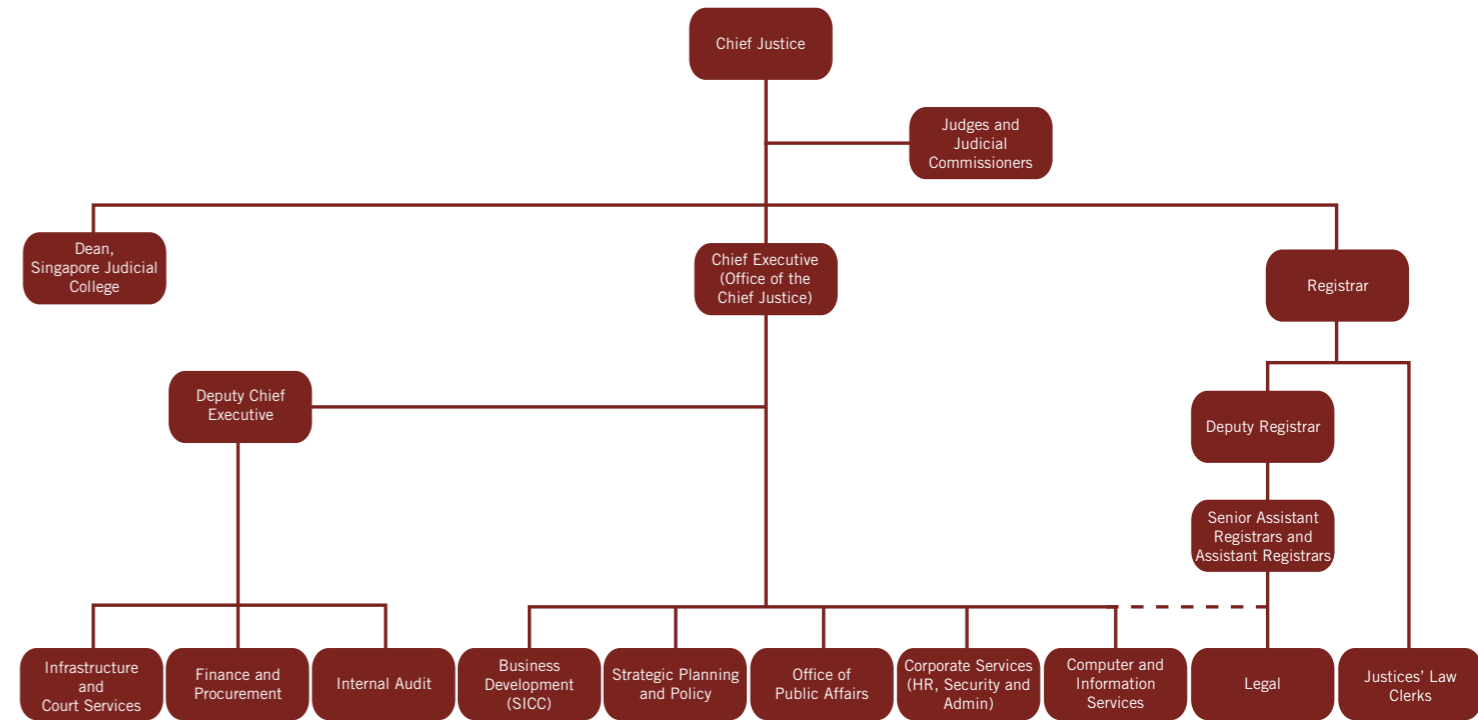 Chief Justice
Judges and
Judicial
Commissioners
Dean,
Singapore Judicial
College
Chief Executive
(Office of the
Chief Justice)
Registrar
Deputy Chief
Executive
Deputy Registrar
Senior Assistant
Registrars and
Assistant Registrars
Infrastructure
and
Court Services
Finance and
Procurement
Internal Audit
Business
Development
(SICC)
Strategic Planning
and Policy
Office of
Public Affairs
Corporate Services
(HR, Security and
Admin)
Computer and
Information
Services
Legal
Justices’ Law
Clerks